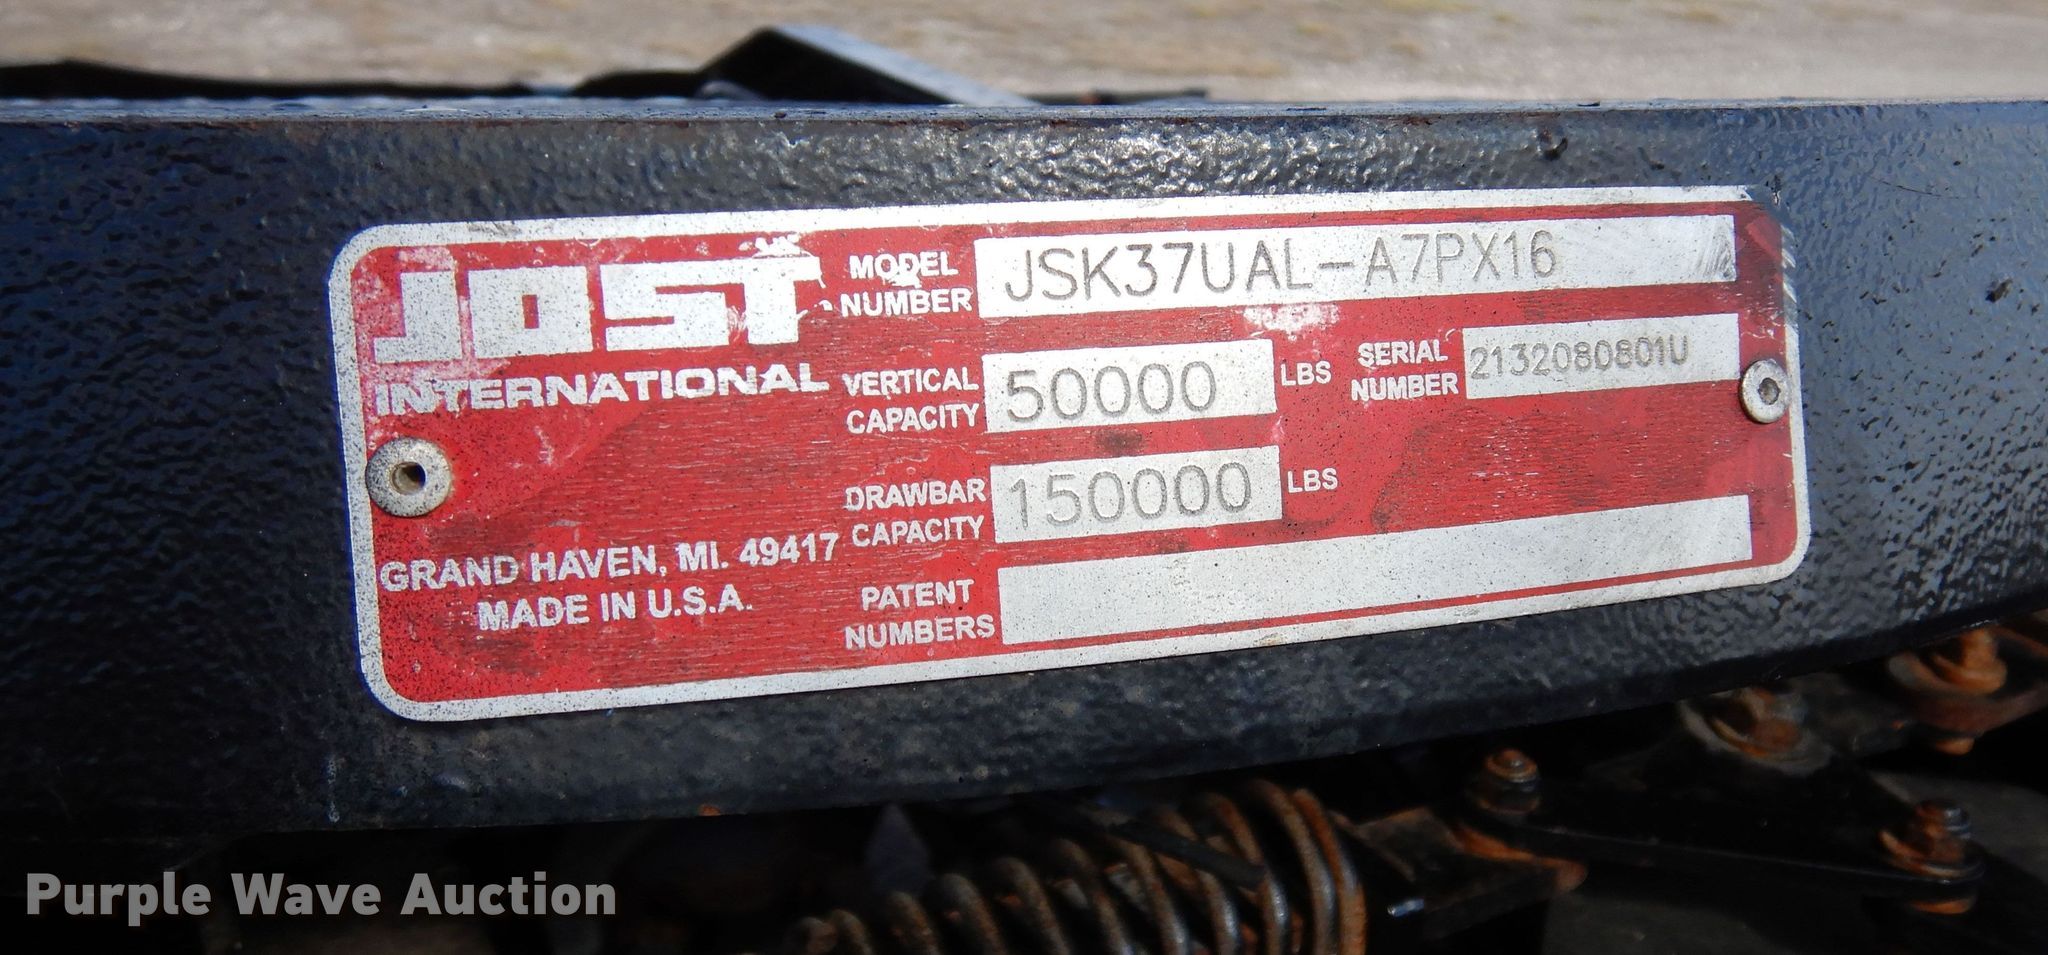 JOST
INTERNATIONAL
GRAND HAVEN, MI. 49417
MADE IN U.S.A.
MODEL
NUMBER
JSK37UAL-A7PX16
VERTICAL
CAPACITY
50000 LBS
SERIAL
NUMBER
2132080801U
DRAWBAR
CAPACITY
150000 LBS
PATENT
NUMBERS
Purple Wave Auction